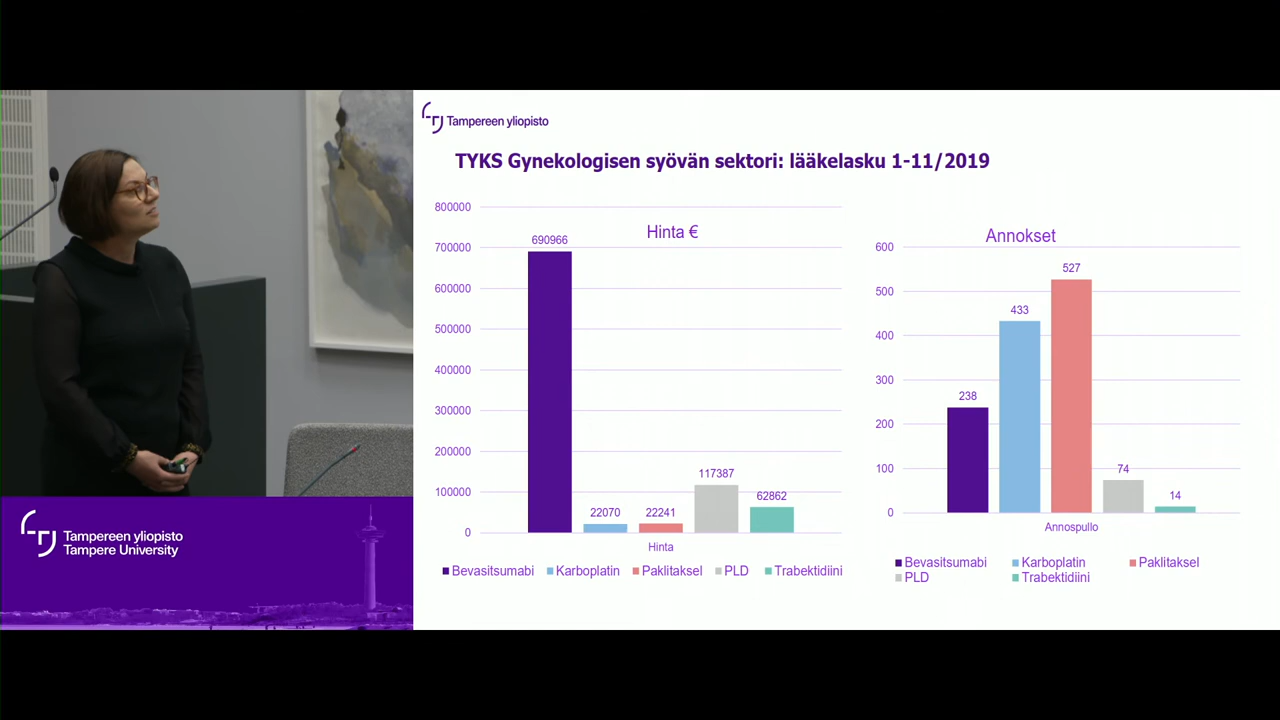 Tampereen yliopisto
TYKS Gynekologisen syövän sektori: lääkelasku 1-11/2019
Hinta €
800000
700000
600000
500000
400000
300000
200000
100000
0
690966
22070
22241
117387
62862
Hinta
Bevasitsumabi Karboplatin Paklitaksel PLD Trabektidiini
Annokset
600
500
400
300
200
100
0
238
433
527
74
14
Annospullo
Bevasitsumabi Karboplatin Paklitaksel
PLD Trabektidiini
Tampereen yliopisto
Tampere University